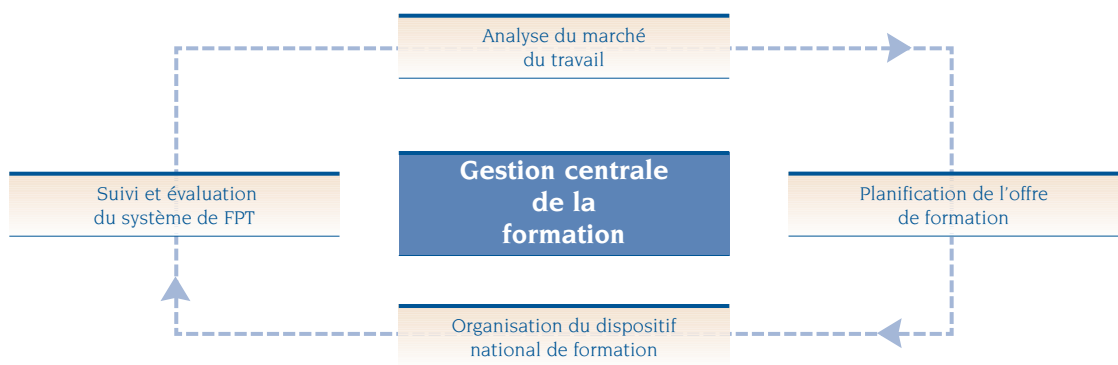 Analyse du marché
du travail
Gestion centrale
de la
formation
Suivi et évaluation
du système de FPT
Planification de l'offre
de formation
Organisation du dispositif
national de formation